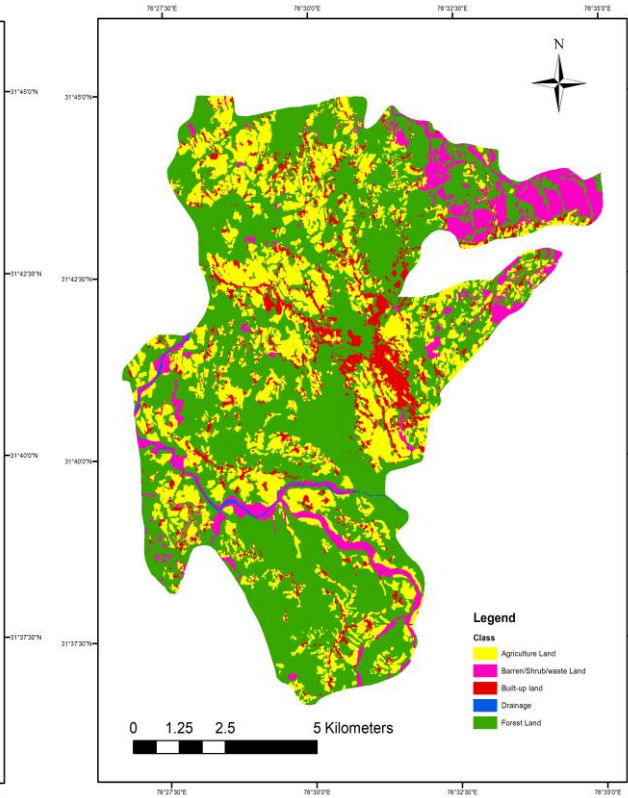 76°27'30"E 76°30'0"E 76°32'30"E 76°35'0"E
N
31°45'0"N 31°45'0"N
31°42'30"N 31°42'30"N
31°40'0"N 31°40'0"N
31°37'30"N 31°37'30"N
Legend
Class
Agriculture Land
Barren/Shrub/waste Land
Built-up land
Drainage
Forest Land
0 1.25 2.5 5 Kilometers
76°27'30"E 76°30'0"E 76°32'30"E 76°35'0"E